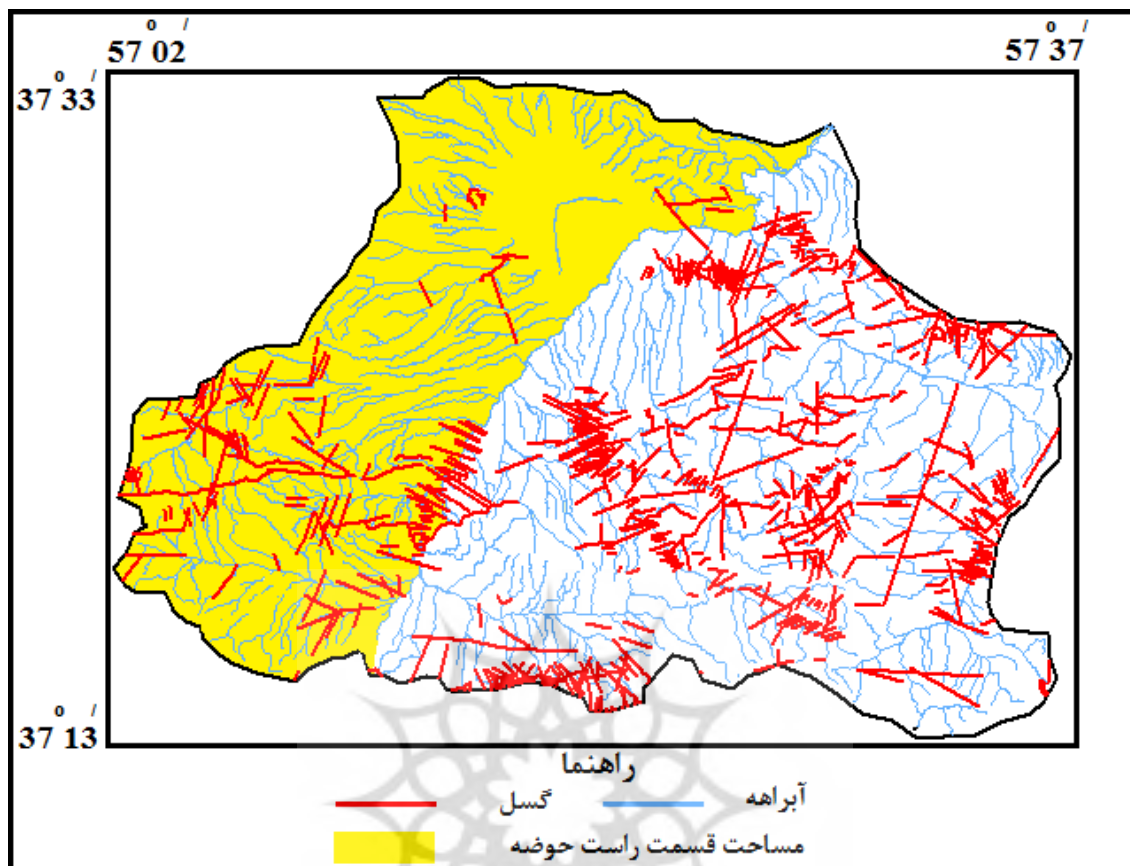 57° 02′ 57° 37′
37° 33′
37° 13′
راهنما
آبراهه گسل
مساحت قسمت راست حوضه